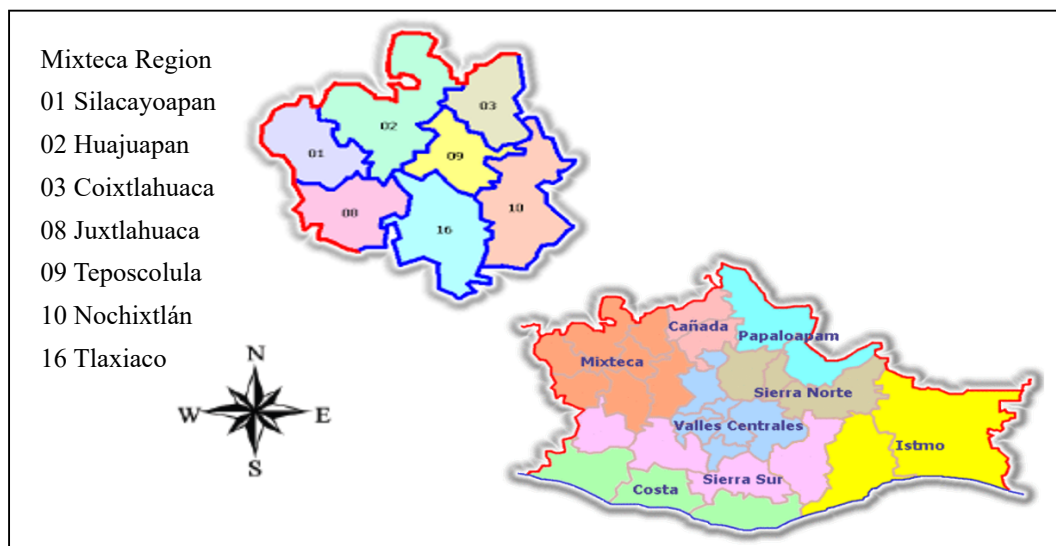 Mixteca Region
01 Silacayoapan
02 Huajuapan
03 Coixtlahuaca
08 Juxtlahuaca
09 Teposcolula
10 Nochixtlán
16 Tlaxiaco
03
02
01
09
08
10
16
N
W E
S
Cañada
Papaloapam
Mixteca
Sierra Norte
Valles Centrales
Istmo
Sierra Sur
Costa